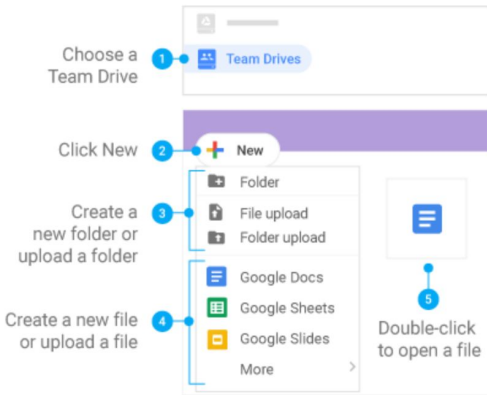 Choose a
Team Drive
1
Team Drives
Click New
2
New
Create a
new folder or
upload a folder
3
Folder
File upload
Folder upload
Create a new file
or upload a file
4
Google Docs
Google Sheets
Google Slides
More
5
Double-click
to open a file